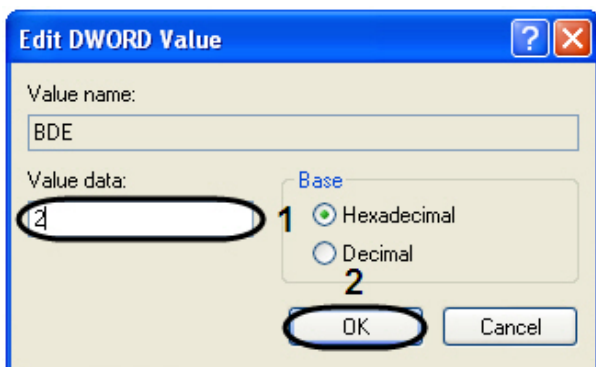 Edit DWORD Value
Value name:
BDE
Value data:
2
1
Base
Hexadecimal
Decimal
2
OK
Cancel